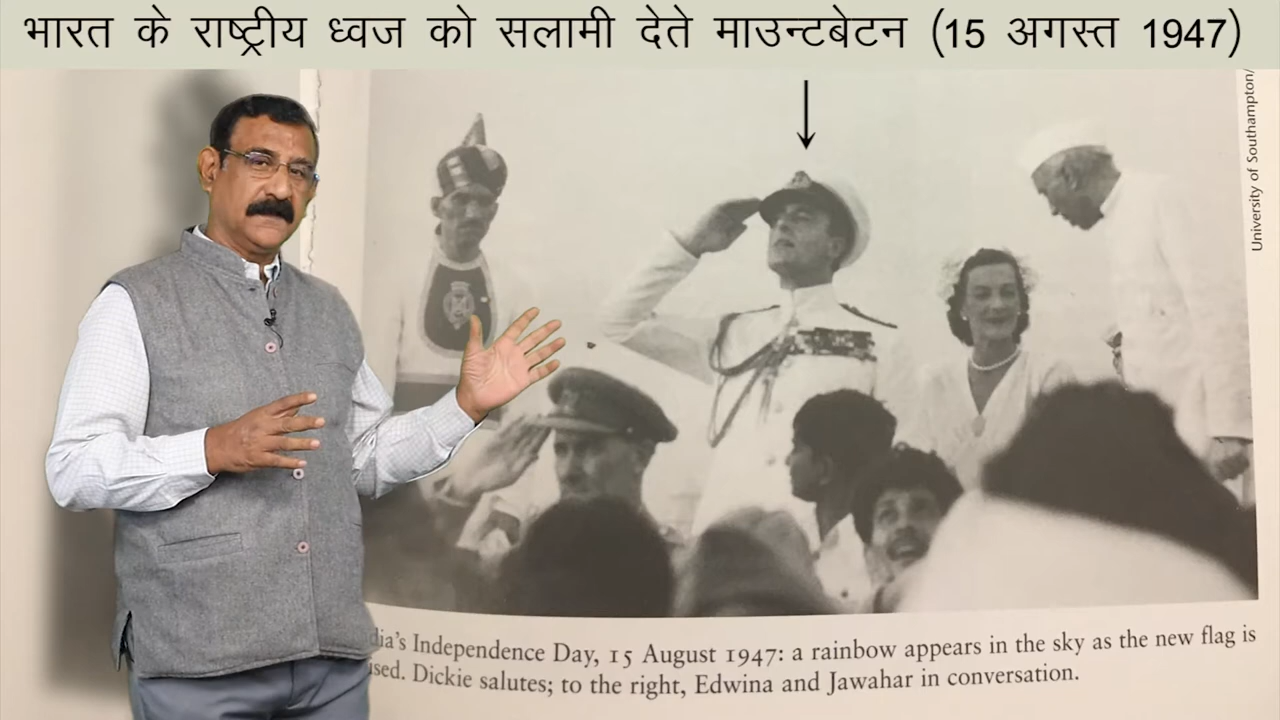 भारत के राष्ट्रीय ध्वज को सलामी देते माउन्टबेटन (15 अगस्त 1947)
University of Southampton/
dia's Independence Day, 15 August 1947: a rainbow appears in the sky as the new flag is
ised. Dickie salutes; to the right, Edwina and Jawahar in conversation.